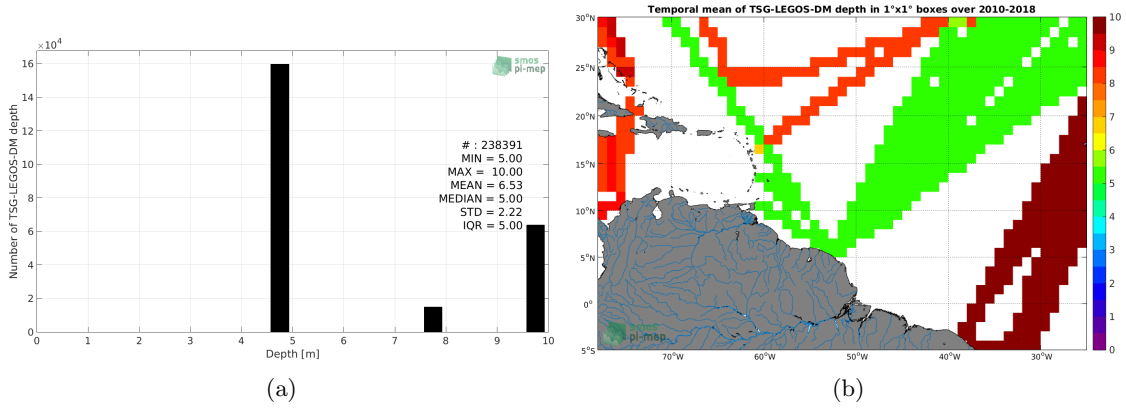 ×10⁴
16
14
12
10
8
6
4
2
0
Number of TSG-LEGOS-DM depth
smos
pi-mep
# : 238391
MIN = 5.00
MAX = 10.00
MEAN = 6.53
MEDIAN = 5.00
STD = 2.22
IQR = 5.00
0 1 2 3 4 5 6 7 8 9 10
Depth [m]
(a)
Temporal mean of TSG-LEGOS-DM depth in 1°x1° boxes over 2010-2018
30°N
25°N
20°N
15°N
10°N
5°N
0°
5°S
70°W 60°W 50°W 40°W 30°W
smos
pi-mep
10
9
8
7
6
5
4
3
2
1
0
(b)